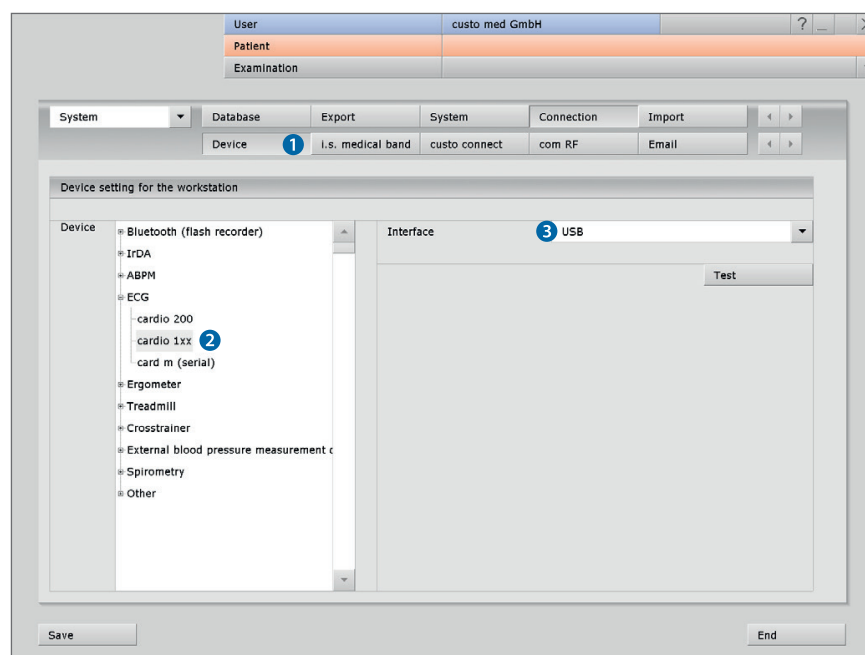 User custo med GmbH ? _
Patient
Examination
System Database Export System Connection Import
Device 1 i.s. medical band custo connect com RF Email
Device setting for the workstation
Device Bluetooth (flash recorder) Interface 3 USB
IrDA
ABPM Test
ECG
cardio 200
cardio 1xx 2
card m (serial)
Ergometer
Treadmill
Crosstrainer
External blood pressure measurement
Spirometry
Other
Save End